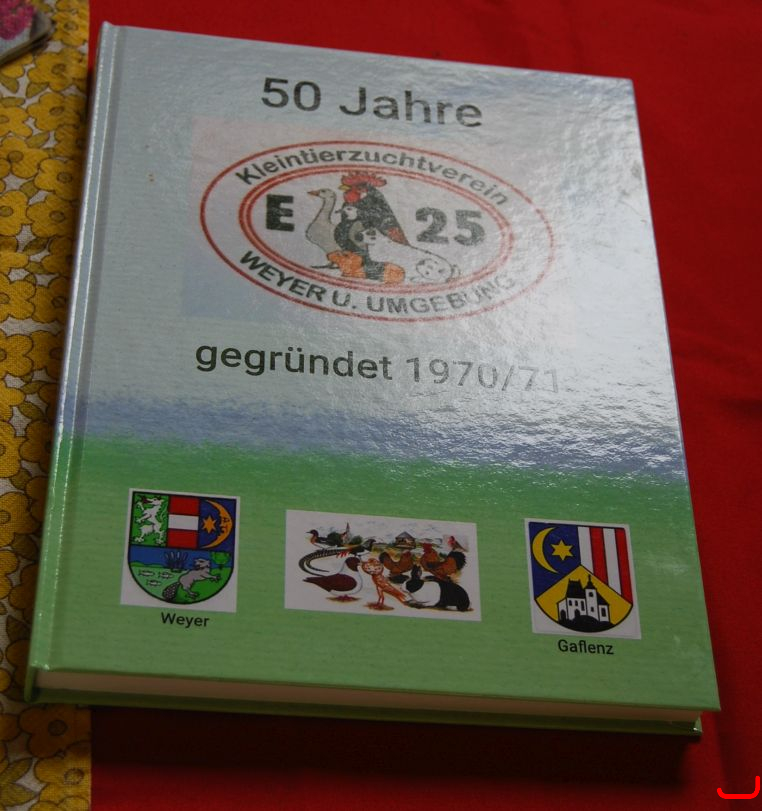 50 Jahre
Kleintierzuchtverein
E 25
WEYER U. UMGEBUNG
gegründet 1970/71
Weyer
Gaflenz